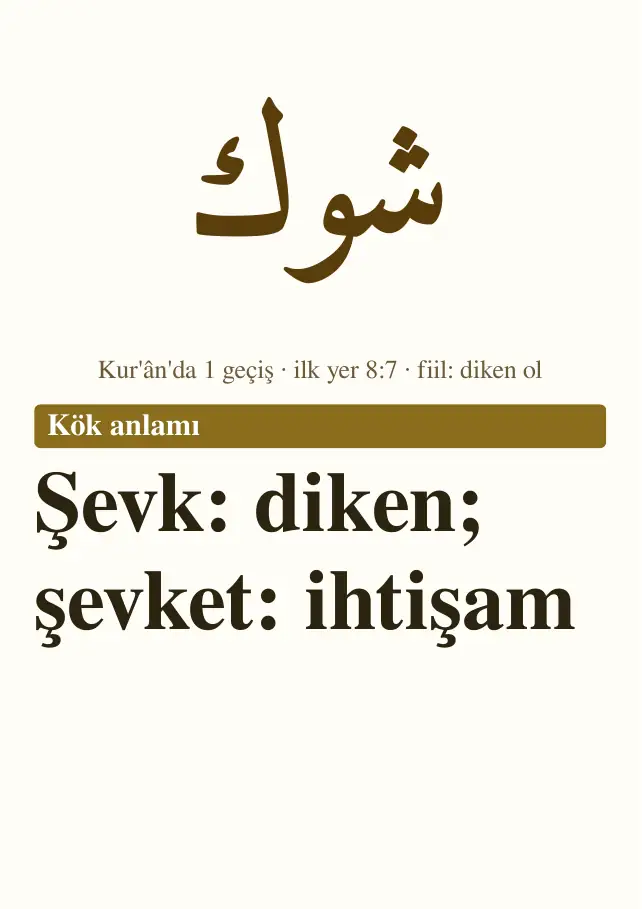 شوك
Kur'ân'da 1 geçiş · ilk yer 8:7 · fiil: diken ol
Kök anlamı
Şevk: diken;
şevket: ihtişam